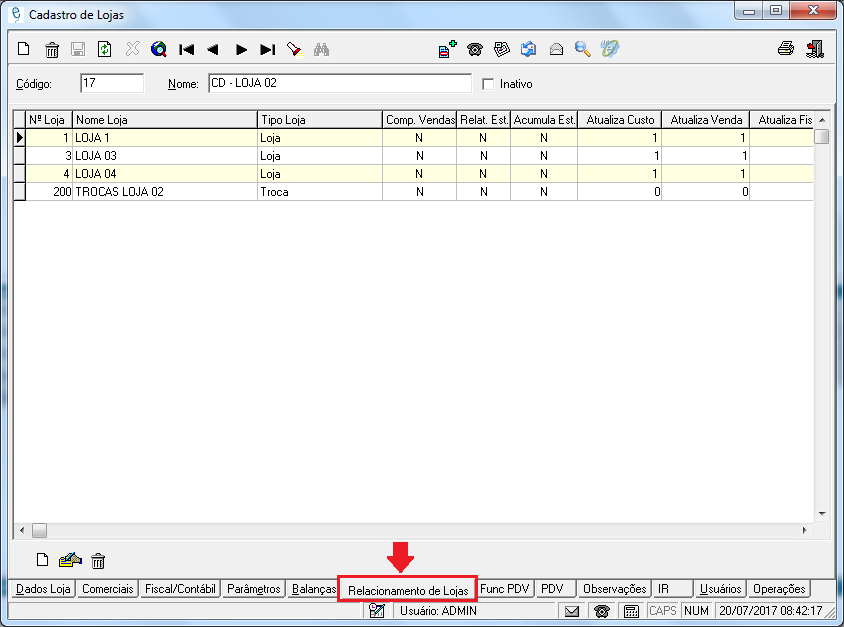 Cadastro de Lojas
Código: 17 Nome: CD - LOJA 02 Inativo
Nº Loja Nome Loja Tipo Loja Comp. Vendas Relat. Est. Acumula Est. Atualiza Custo Atualiza Venda Atualiza Fis
1 LOJA 1 Loja N N N 1 1
3 LOJA 03 Loja N N N 1 1
4 LOJA 04 Loja N N N 1 1
200 TROCAS LOJA 02 Troca N N N 0 0
Dados Loja Comerciais Fiscal/Contábil Parâmetros Balanças Relacionamento de Lojas Func PDV PDV Observações IR Usuários Operações
Usuário: ADMIN CAPS NUM 20/07/2017 08:42:17